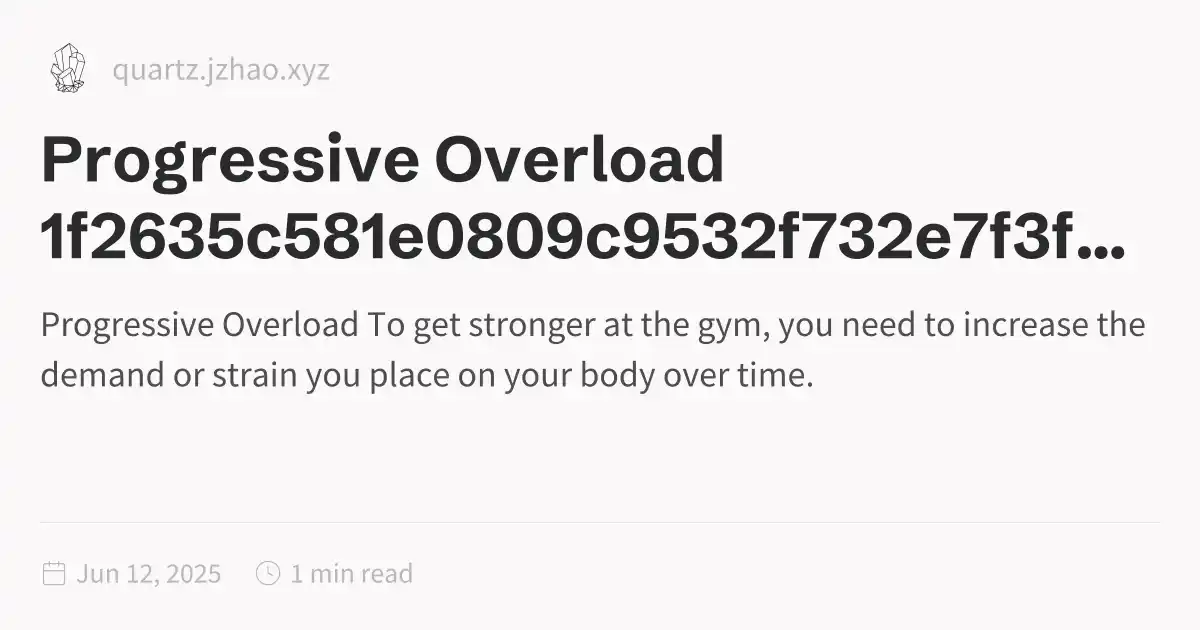 quartz.jzhao.xyz
Progressive Overload
1f2635c581e0809c9532f732e7f3f...
Progressive Overload To get stronger at the gym, you need to increase the
demand or strain you place on your body over time.
Jun 12, 2025
1 min read